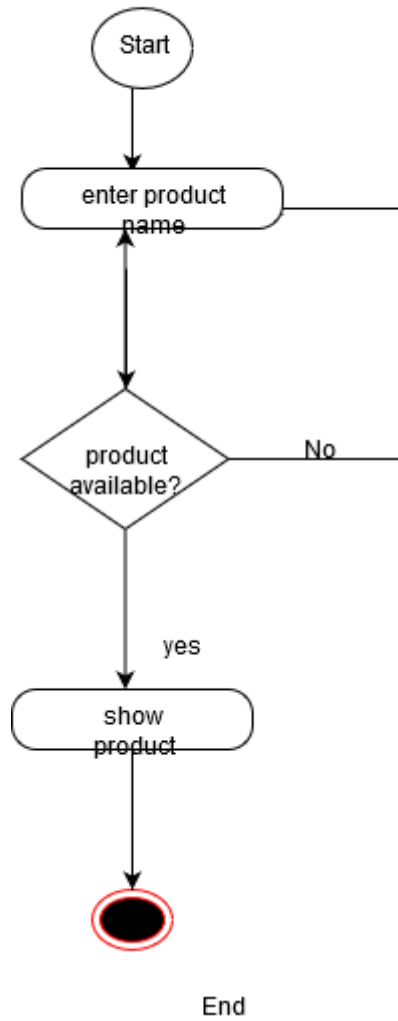 Start
enter product
name
product
available?
No
yes
show
product
End